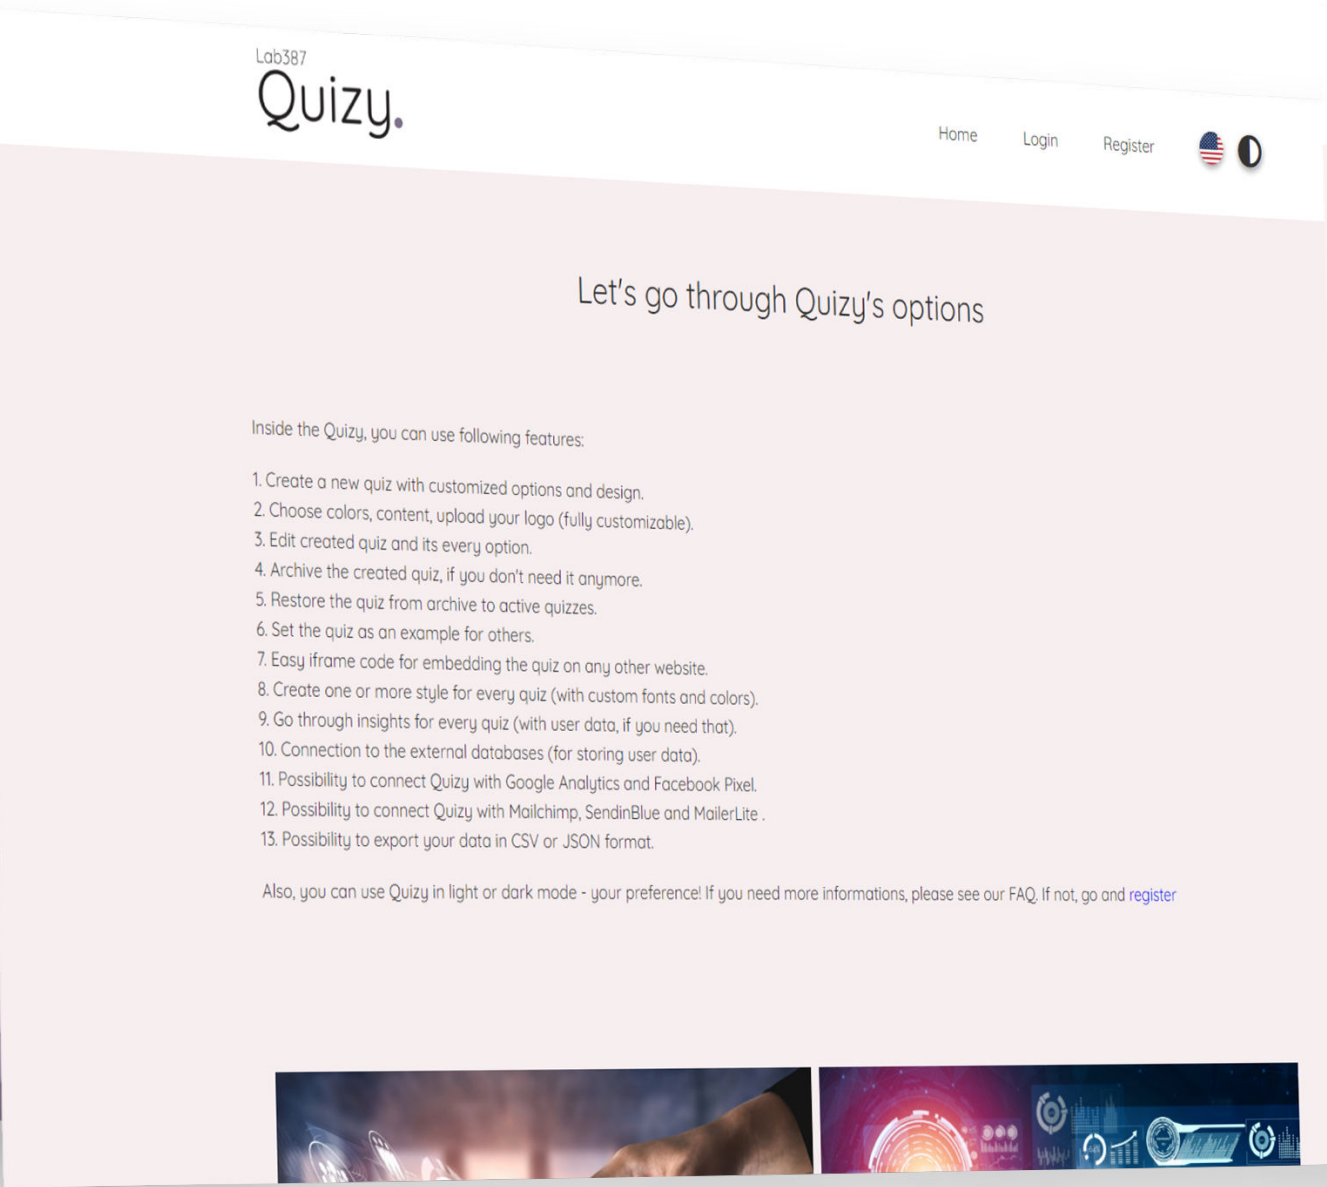 Lab387
Quizy.
Home Login Register
Let's go through Quizy's options
Inside the Quizy, you can use following features:
1. Create a new quiz with customized options and design.
2. Choose colors, content, upload your logo (fully customizable).
3. Edit created quiz and its every option.
4. Archive the created quiz, if you don't need it anymore.
5. Restore the quiz from archive to active quizzes.
6. Set the quiz as an example for others.
7. Easy iframe code for embedding the quiz on any other website.
8. Create one or more style for every quiz (with custom fonts and colors).
9. Go through insights for every quiz (with user data, if you need that).
10. Connection to the external databases (for storing user data).
11. Possibility to connect Quizy with Google Analytics and Facebook Pixel.
12. Possibility to connect Quizy with Mailchimp, SendinBlue and MailerLite .
13. Possibility to export your data in CSV or JSON format.
Also, you can use Quizy in light or dark mode - your preference! If you need more informations, please see our FAQ. If not, go and register